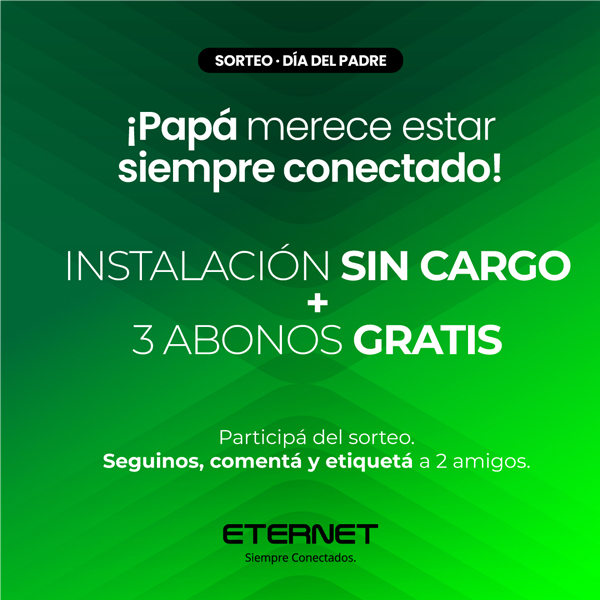 SORTEO · DÍA DEL PADRE
¡Papá merece estar
siempre conectado!
INSTALACIÓN SIN CARGO
+
3 ABONOS GRATIS
Participá del sorteo.
Seguinos, comentá y etiquetá a 2 amigos.
ETERNET
Siempre Conectados.